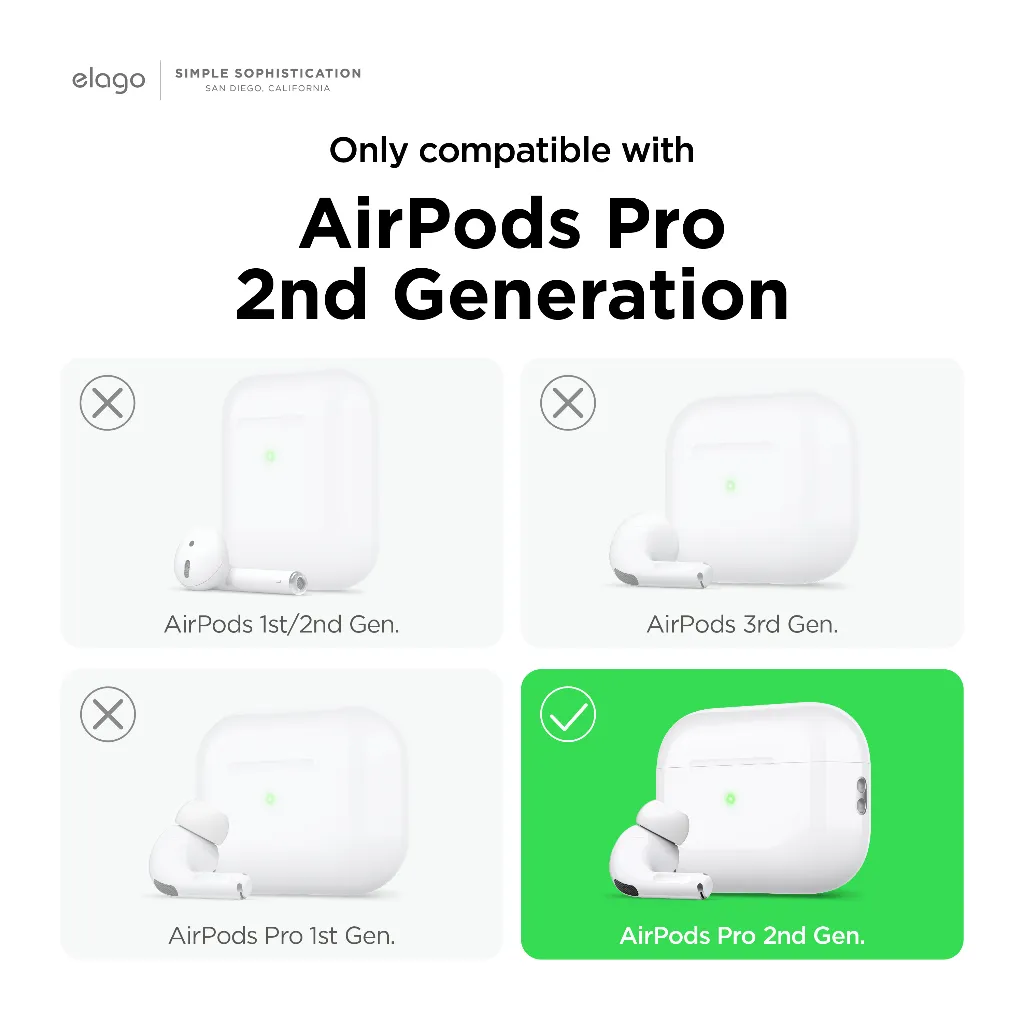 elago
SIMPLE SOPHISTICATION
SAN DIEGO, CALIFORNIA
Only compatible with
AirPods Pro
2nd Generation
AirPods 1st/2nd Gen.
AirPods 3rd Gen.
AirPods Pro 1st Gen.
AirPods Pro 2nd Gen.